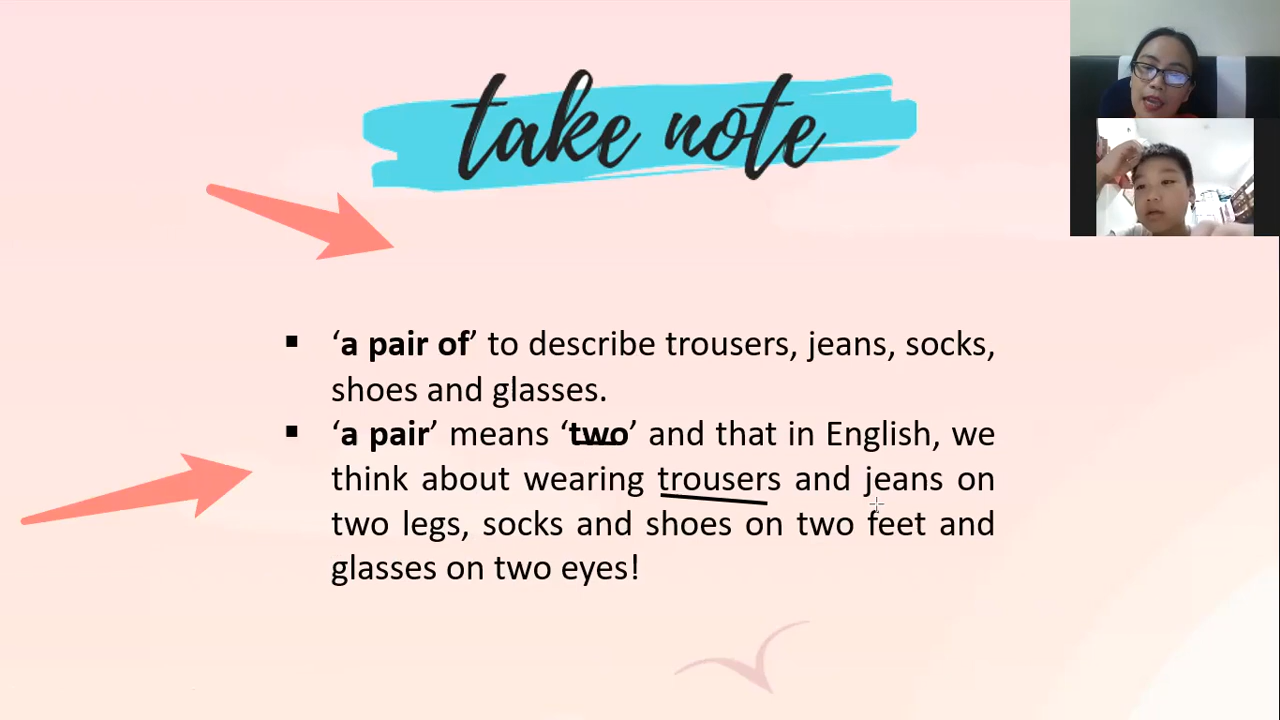 take note
▪ ‘a pair of’ to describe trousers, jeans, socks,
shoes and glasses.
▪ ‘a pair’ means ‘two’ and that in English, we
think about wearing trousers and jeans on
two legs, socks and shoes on two feet and
glasses on two eyes!